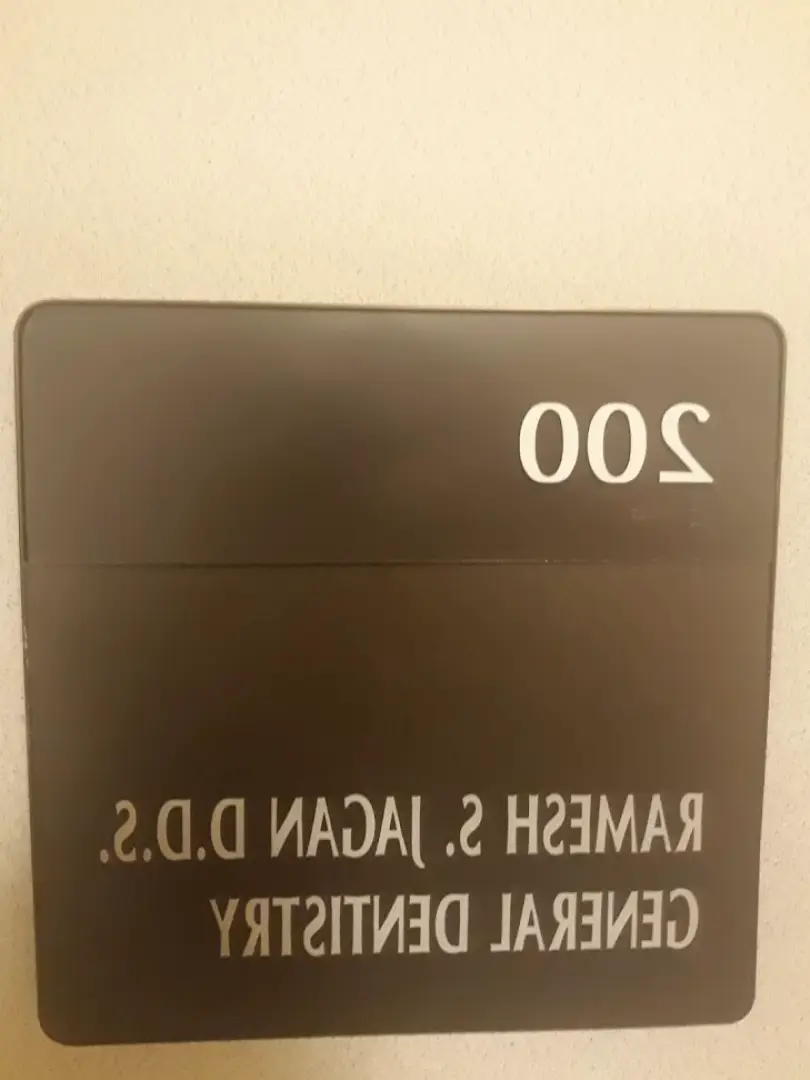 200
RAMESH S. JAGAN D.D.S.
GENERAL DENTISTRY